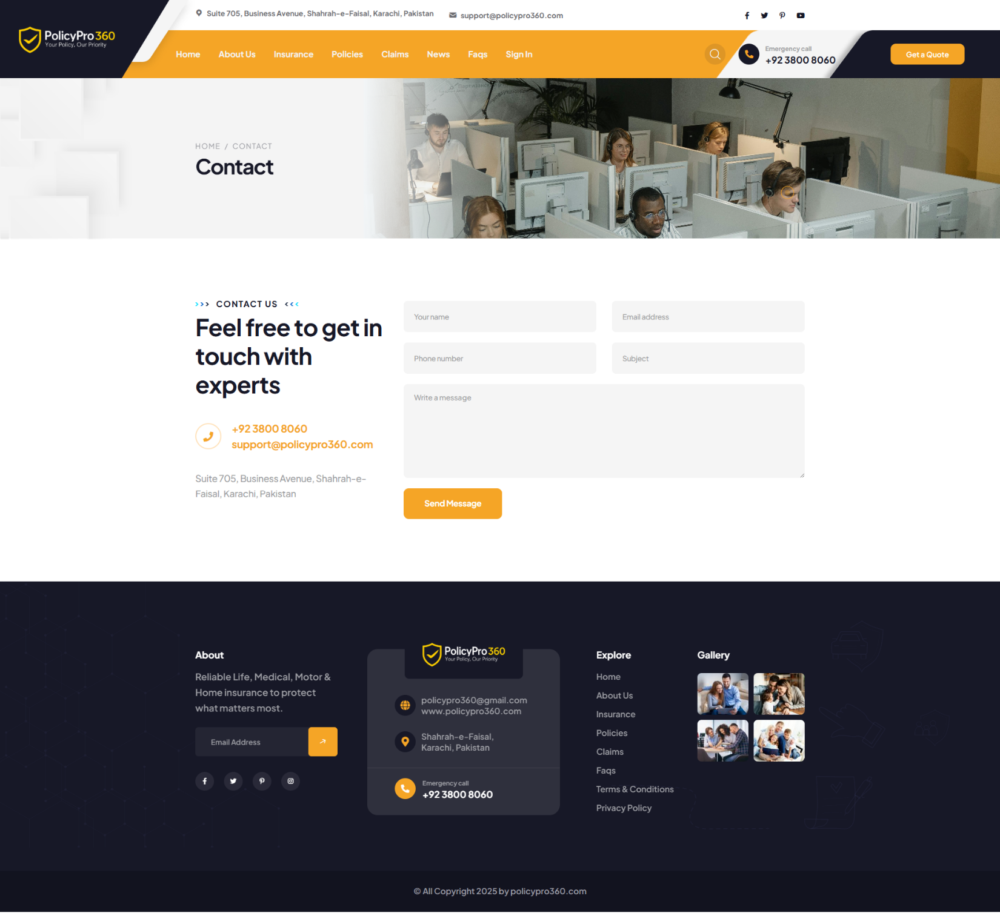 Suite 705, Business Avenue, Shahrah-e-Faisal, Karachi, Pakistan
support@policypro360.com
PolicyPro 360
Your Policy, Our Priority
Home
About Us
Insurance
Policies
Claims
News
Faqs
Sign In
Emergency call
+92 3800 8060
Get a Quote
HOME / CONTACT
Contact
>>> CONTACT US <<<
Feel free to get in
touch with
experts
+92 3800 8060
support@policypro360.com
Suite 705, Business Avenue, Shahrah-e-
Faisal, Karachi, Pakistan
Your name
Email address
Phone number
Subject
Write a message
Send Message
About
Reliable Life, Medical, Motor &
Home insurance to protect
what matters most.
Email Address
PolicyPro 360
Your Policy, Our Priority
policypro360@gmail.com
www.policypro360.com
Shahrah-e-Faisal,
Karachi, Pakistan
Emergency call
+92 3800 8060
Explore
Home
About Us
Insurance
Policies
Claims
Faqs
Terms & Conditions
Privacy Policy
Gallery
© All Copyright 2025 by policypro360.com